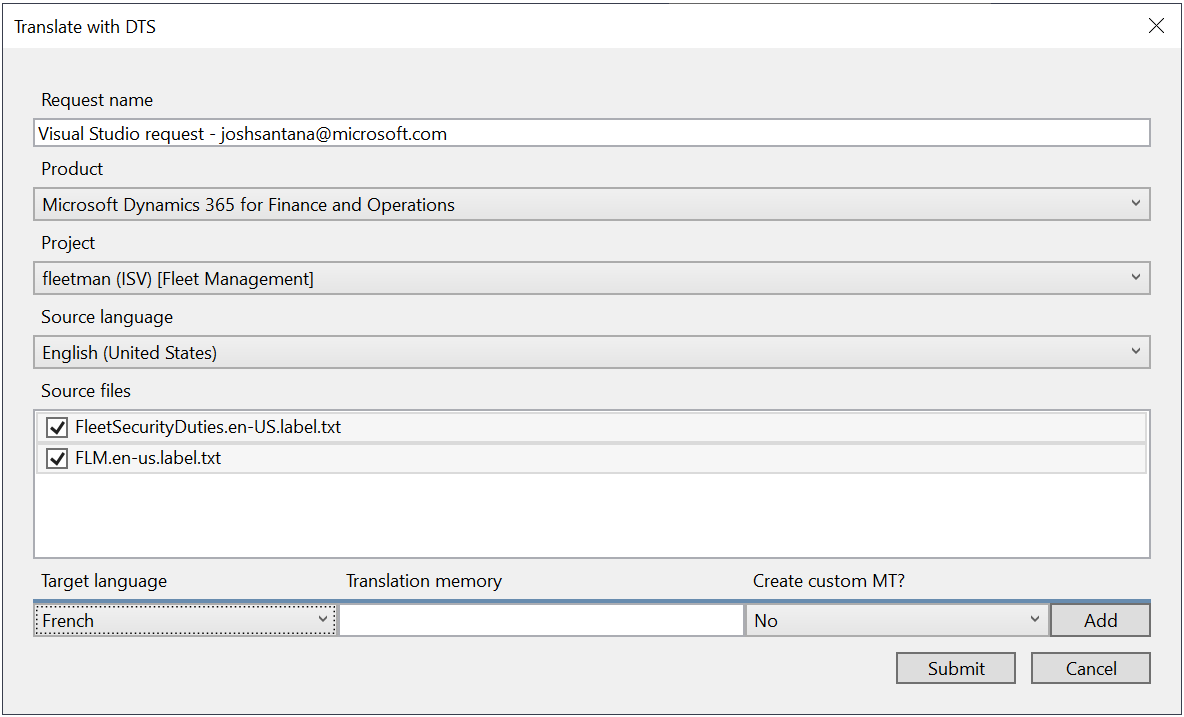 Translate with DTS
Request name
Visual Studio request - joshsantana@microsoft.com
Product
Microsoft Dynamics 365 for Finance and Operations
Project
fleetman (ISV) [Fleet Management]
Source language
English (United States)
Source files
FleetSecurityDuties.en-US.label.txt
FLM.en-us.label.txt
Target language Translation memory Create custom MT?
French No Add
Submit Cancel